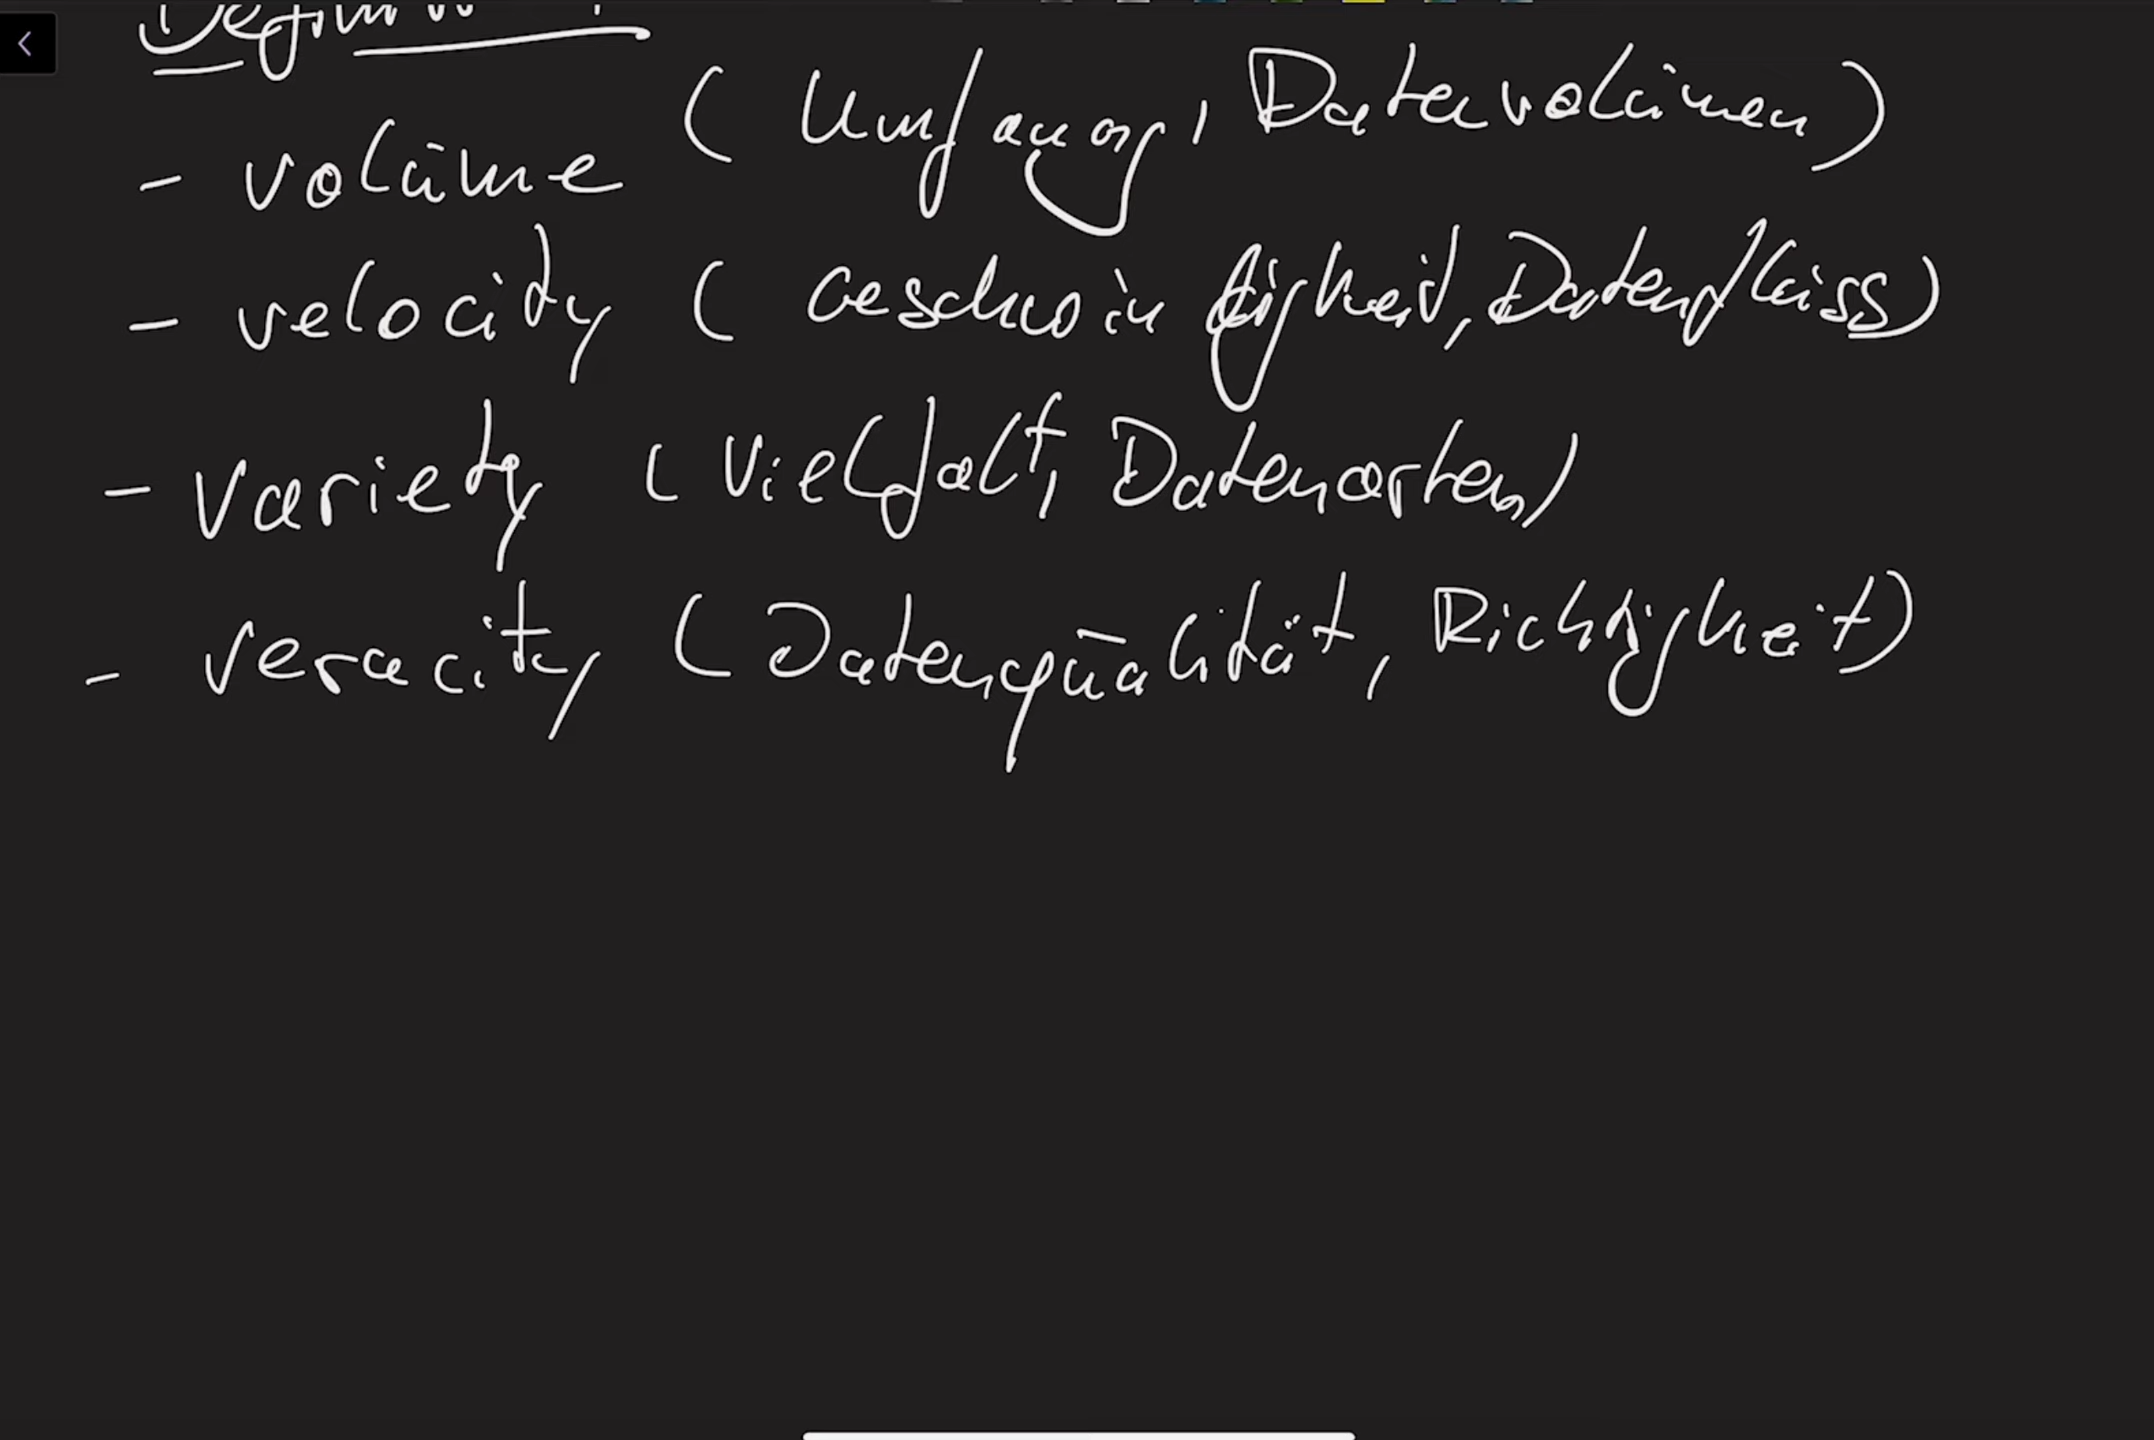 - volume (Umfang, Datenvolumen)
- velocity (Geschwindigkeit, Datenfluss)
- variety (Vielfalt, Datenarten)
- veracity (Datenqualität, Richtigkeit)